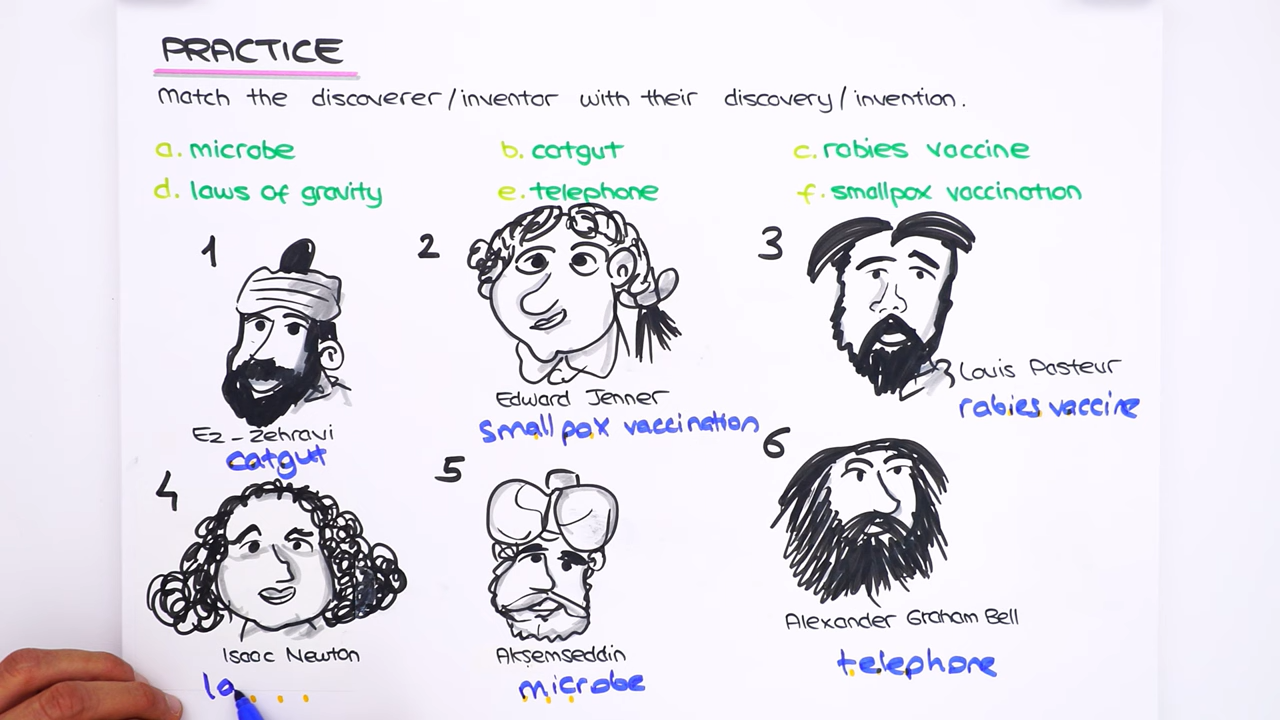 PRACTICE
Match the discoverer/inventor with their discovery/invention.
a. microbe
b. catgut
c. rabies vaccine
d. laws of gravity
e. telephone
f. smallpox vaccination
1
2
3
Ez-Zehravi
catgut
Edward Jenner
smallpox vaccination
Louis Pasteur
rabies vaccine
4
5
6
Isaac Newton
la
Akşemseddin
microbe
Alexander Graham Bell
telephone